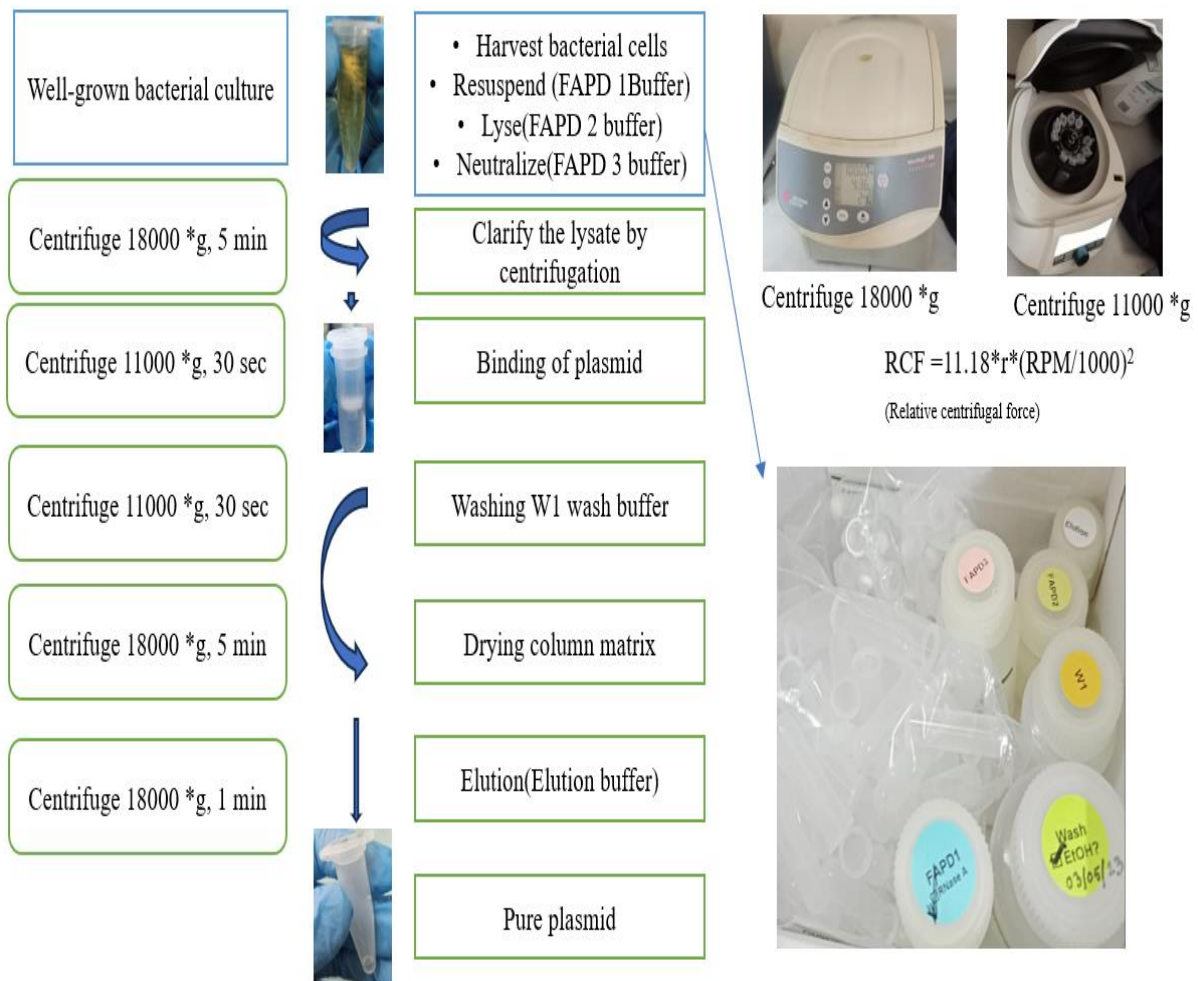 Well-grown bacterial culture
Centrifuge 18000 *g, 5 min
Centrifuge 11000 *g, 30 sec
Centrifuge 11000 *g, 30 sec
Centrifuge 18000 *g, 5 min
Centrifuge 18000 *g, 1 min
• Harvest bacterial cells
• Resuspend (FAPD 1Buffer)
• Lyse(FAPD 2 buffer)
• Neutralize(FAPD 3 buffer)
Clarify the lysate by
centrifugation
Binding of plasmid
Washing W1 wash buffer
Drying column matrix
Elution(Elution buffer)
Pure plasmid
Centrifuge 18000 *g
Centrifuge 11000 *g
RCF =11.18*r*(RPM/1000)²
(Relative centrifugal force)
Elution
FAPD3
FAPD2
W1
FAPD1
RNase A
Wash
EtOH?
03/05/23